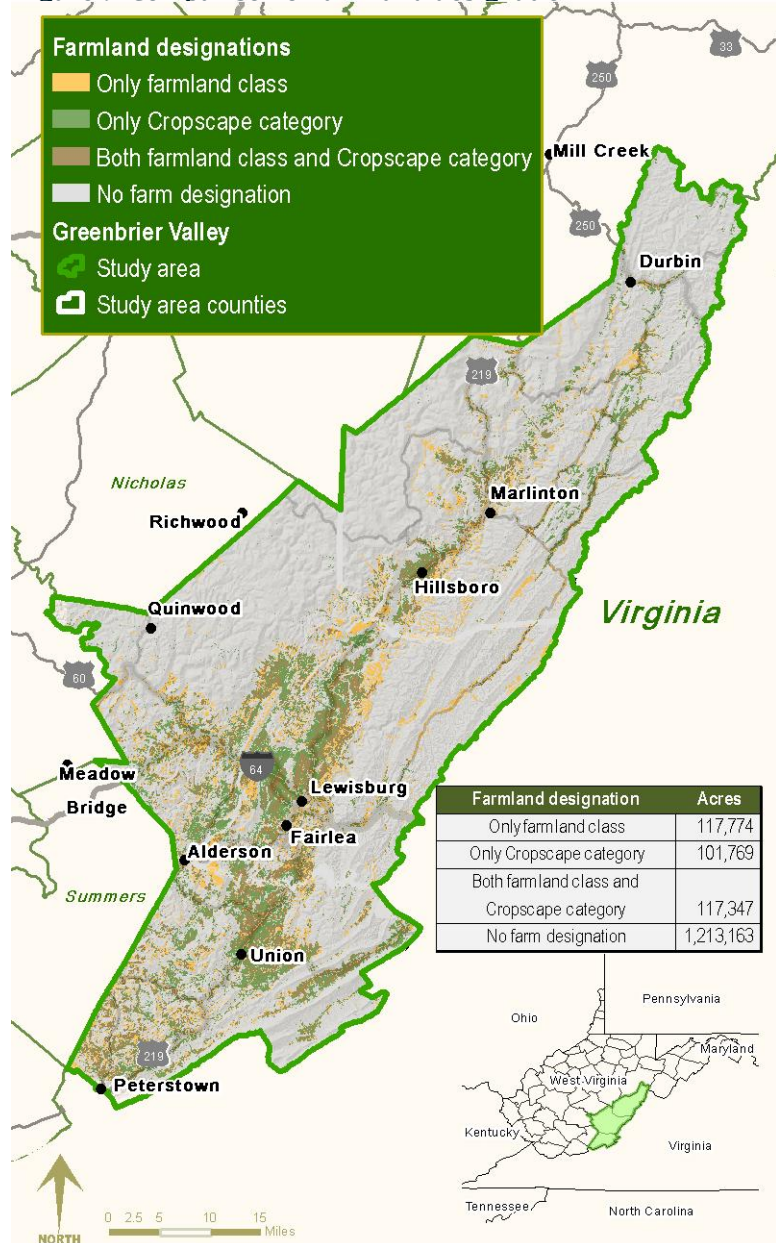 Farmland designations
Only farmland class
Only Cropscape category
Both farmland class and Cropscape category
No farm designation
Greenbrier Valley
Study area
Study area counties
33
250
Mill Creek
250
Durbin
219
Nicholas
Richwood
Marlinton
Hillsboro
Quinwood
Virginia
60
Meadow
Bridge
64
Lewisburg
Fairlea
Alderson
Summers
Union
219
Peterstown
Farmland designation Acres
Only farmland class 117,774
Only Cropscape category 101,769
Both farmland class and
Cropscape category 117,347
No farm designation 1,213,163
Pennsylvania
Ohio
Maryland
West Virginia
Kentucky
Virginia
Tennessee
North Carolina
NORTH
0 2.5 5 10 15
Miles